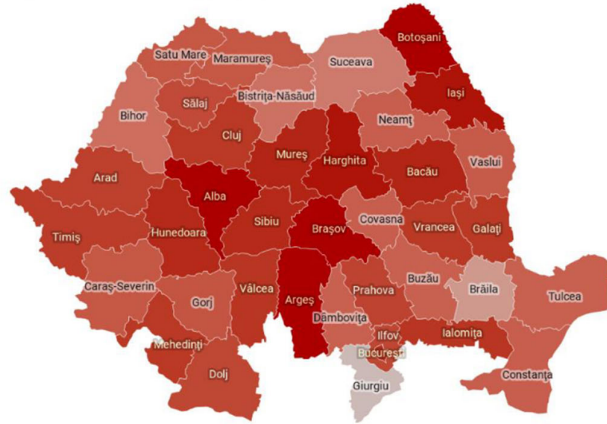 Botoşani
Satu Mare
Maramureş
Suceava
Iaşi
Bistriţa-Năsăud
Sălaj
Bihor
Neamţ
Cluj
Mureş
Harghita
Vaslui
Bacău
Arad
Alba
Covasna
Sibiu
Braşov
Vrancea
Galaţi
Timiş
Hunedoara
Buzău
Caraş-Severin
Vâlcea
Prahova
Brăila
Tulcea
Argeş
Gorj
Dâmboviţa
Ilfov
Ialomiţa
Mehedinţi
Bucureşti
Dolj
Constanţa
Giurgiu